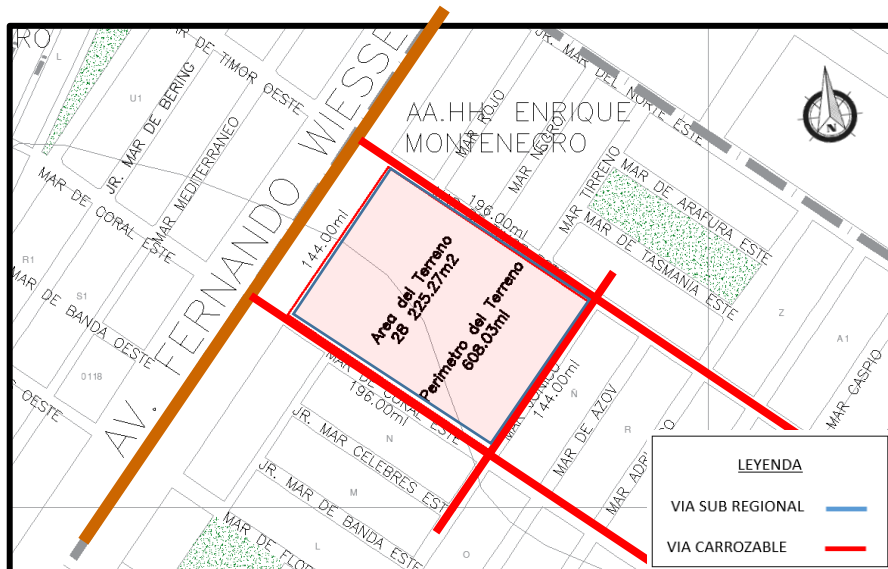 RO
L
MAR DE TIMOR OESTE
U1
JR. MAR DE BERING
MAR MEDITERRANEO
MAR DE CORAL ESTE
R1
S1
MAR DE BANDA OESTE
0118
OESTE
AV. FERNANDO WIESSE
AA.HH. ENRIQUE
MONTENEGRO
MAR ROJO
MAR NEGRO
JR. MAR DEL NORTE ESTE
MAR TIRRENO
MAR DE ARAFURA ESTE
MAR DE TASMANIA ESTE
N
196.00ml
144.00ml
Area del Terreno
28 225.27m2
Perimetro del Terreno
608.03ml
MAR DE CORAL ESTE
196.00ml
MAR JONICO
144.00ml
Z
A1
MAR CASPIO
Ñ
R
MAR DE AZOV
N
JR. MAR CELEBRES EST
M
JR. MAR DE BANDA ESTE
L
O
MAR DE FLO
LEYENDA
VIA SUB REGIONAL
VIA CARROZABLE